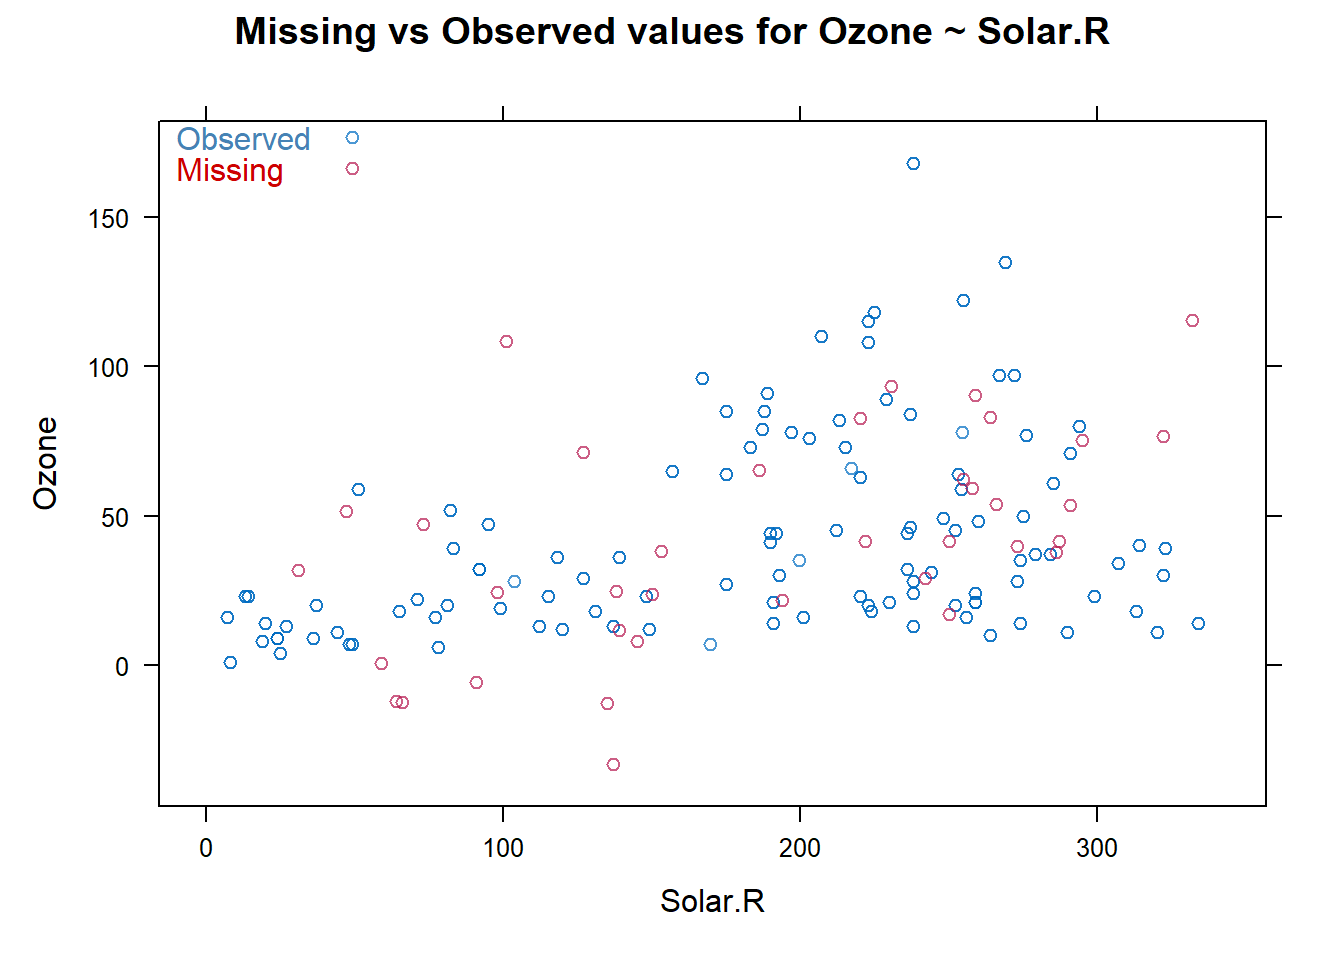 Missing vs Observed values for Ozone ~ Solar.R
Observed
Missing
150
100
50
0
Ozone
0 100 200 300
Solar.R